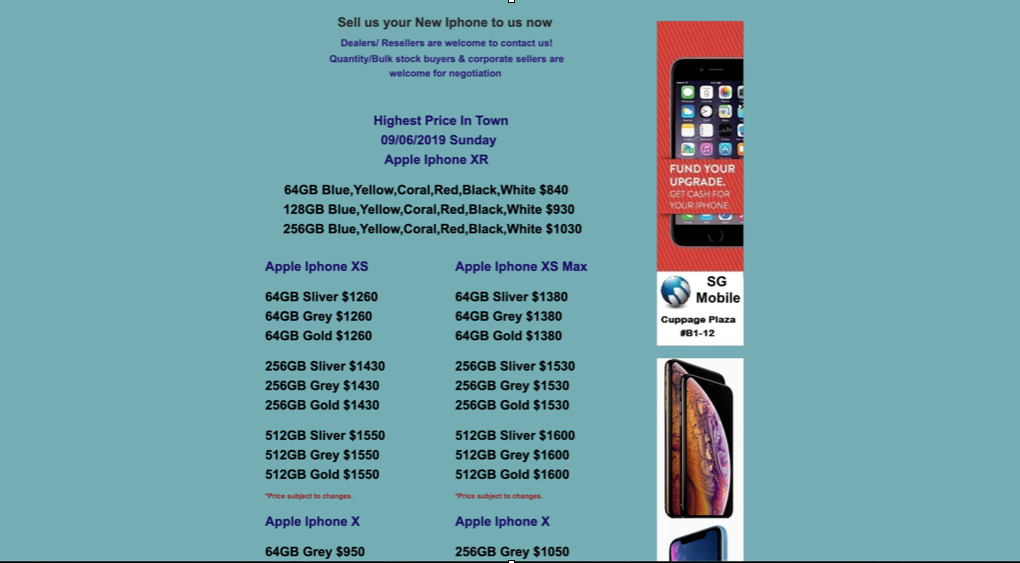 Sell us your New Iphone to us now
Dealers/ Resellers are welcome to contact us!
Quantity/Bulk stock buyers & corporate sellers are
welcome for negotiation
Highest Price In Town
09/06/2019 Sunday
Apple Iphone XR
64GB Blue,Yellow,Coral,Red,Black,White $840
128GB Blue,Yellow,Coral,Red,Black,White $930
256GB Blue,Yellow,Coral,Red,Black,White $1030
Apple Iphone XS
64GB Sliver $1260
64GB Grey $1260
64GB Gold $1260
256GB Sliver $1430
256GB Grey $1430
256GB Gold $1430
512GB Sliver $1550
512GB Grey $1550
512GB Gold $1550
*Price subject to changes.
Apple Iphone X
64GB Grey $950
Apple Iphone XS Max
64GB Sliver $1380
64GB Grey $1380
64GB Gold $1380
256GB Sliver $1530
256GB Grey $1530
256GB Gold $1530
512GB Sliver $1600
512GB Grey $1600
512GB Gold $1600
*Price subject to changes.
Apple Iphone X
256GB Grey $1050
FUND YOUR
UPGRADE.
GET CASH FOR
YOUR IPHONE.
SG
Mobile
Cuppage Plaza
#B1-12